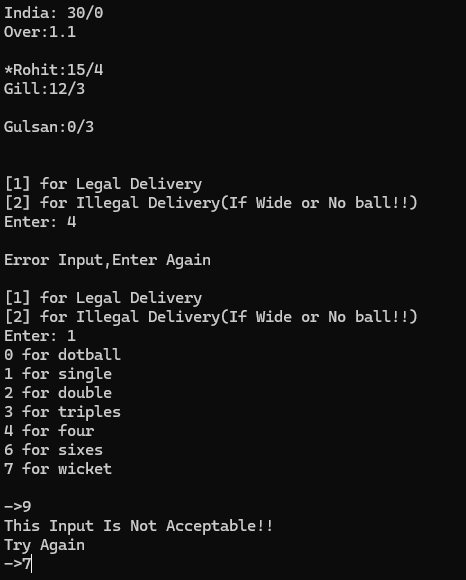 India: 30/0
Over:1.1
*Rohit:15/4
Gill:12/3
Gulsan:0/3
[1] for Legal Delivery
[2] for Illegal Delivery(If Wide or No ball!!)
Enter: 4
Error Input,Enter Again
[1] for Legal Delivery
[2] for Illegal Delivery(If Wide or No ball!!)
Enter: 1
0 for dotball
1 for single
2 for double
3 for triples
4 for four
6 for sixes
7 for wicket
->9
This Input Is Not Acceptable!!
Try Again
->7